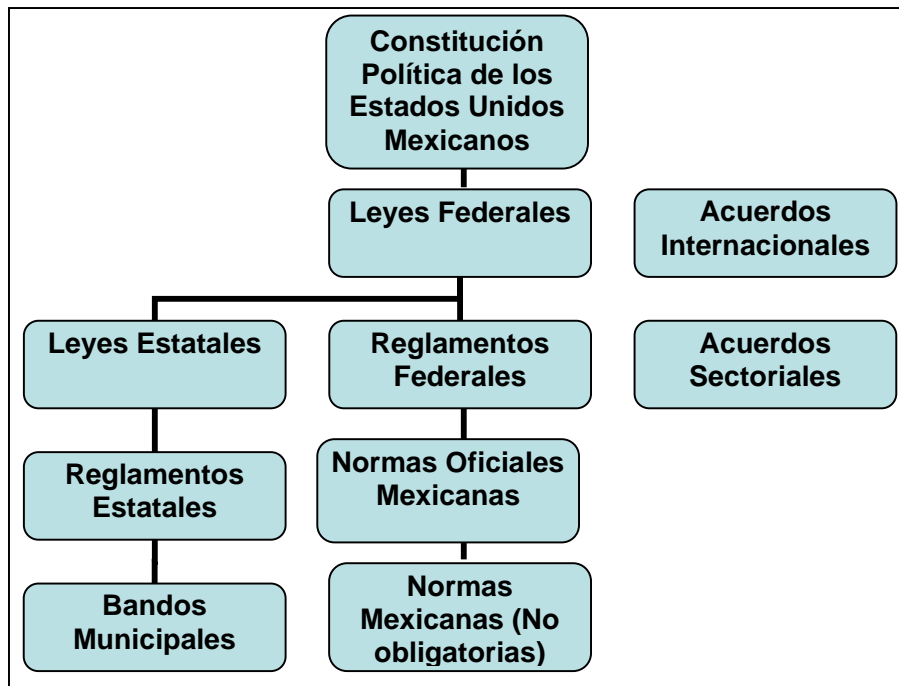 Constitución
Política de los
Estados Unidos
Mexicanos
Leyes Federales
Acuerdos
Internacionales
Leyes Estatales
Reglamentos
Federales
Acuerdos
Sectoriales
Reglamentos
Estatales
Normas Oficiales
Mexicanas
Bandos
Municipales
Normas
Mexicanas (No
obligatorias)